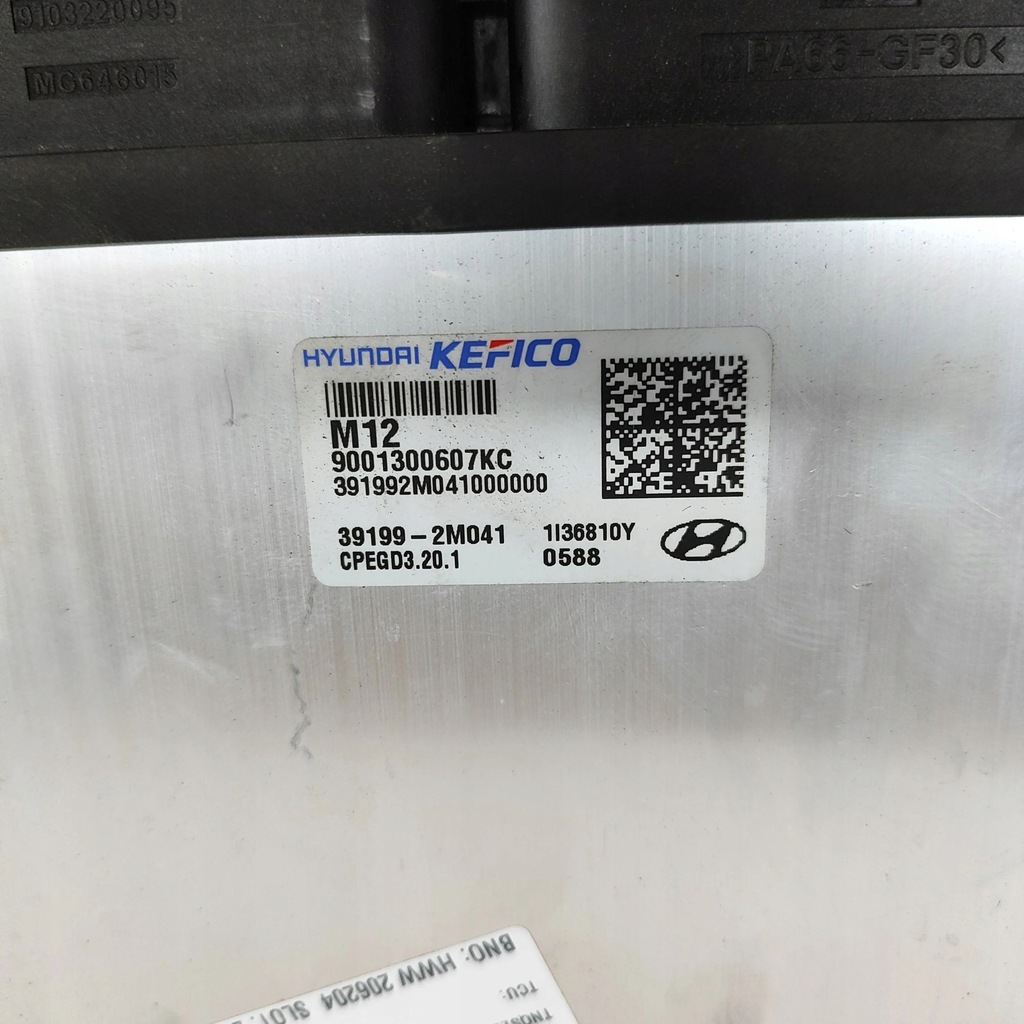 9103220095
MG646015
PA66-GF30<
HYUNDAI KEFICO
M12
9001300607KC
391992M041000000
39199-2M041 1I36810Y
CPEGD3.20.1 0588
BNO: HWW 206204 SLOT:
TCU: